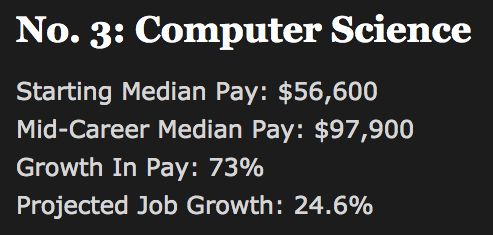 No. 3: Computer Science
Starting Median Pay: $56,600
Mid-Career Median Pay: $97,900
Growth In Pay: 73%
Projected Job Growth: 24.6%